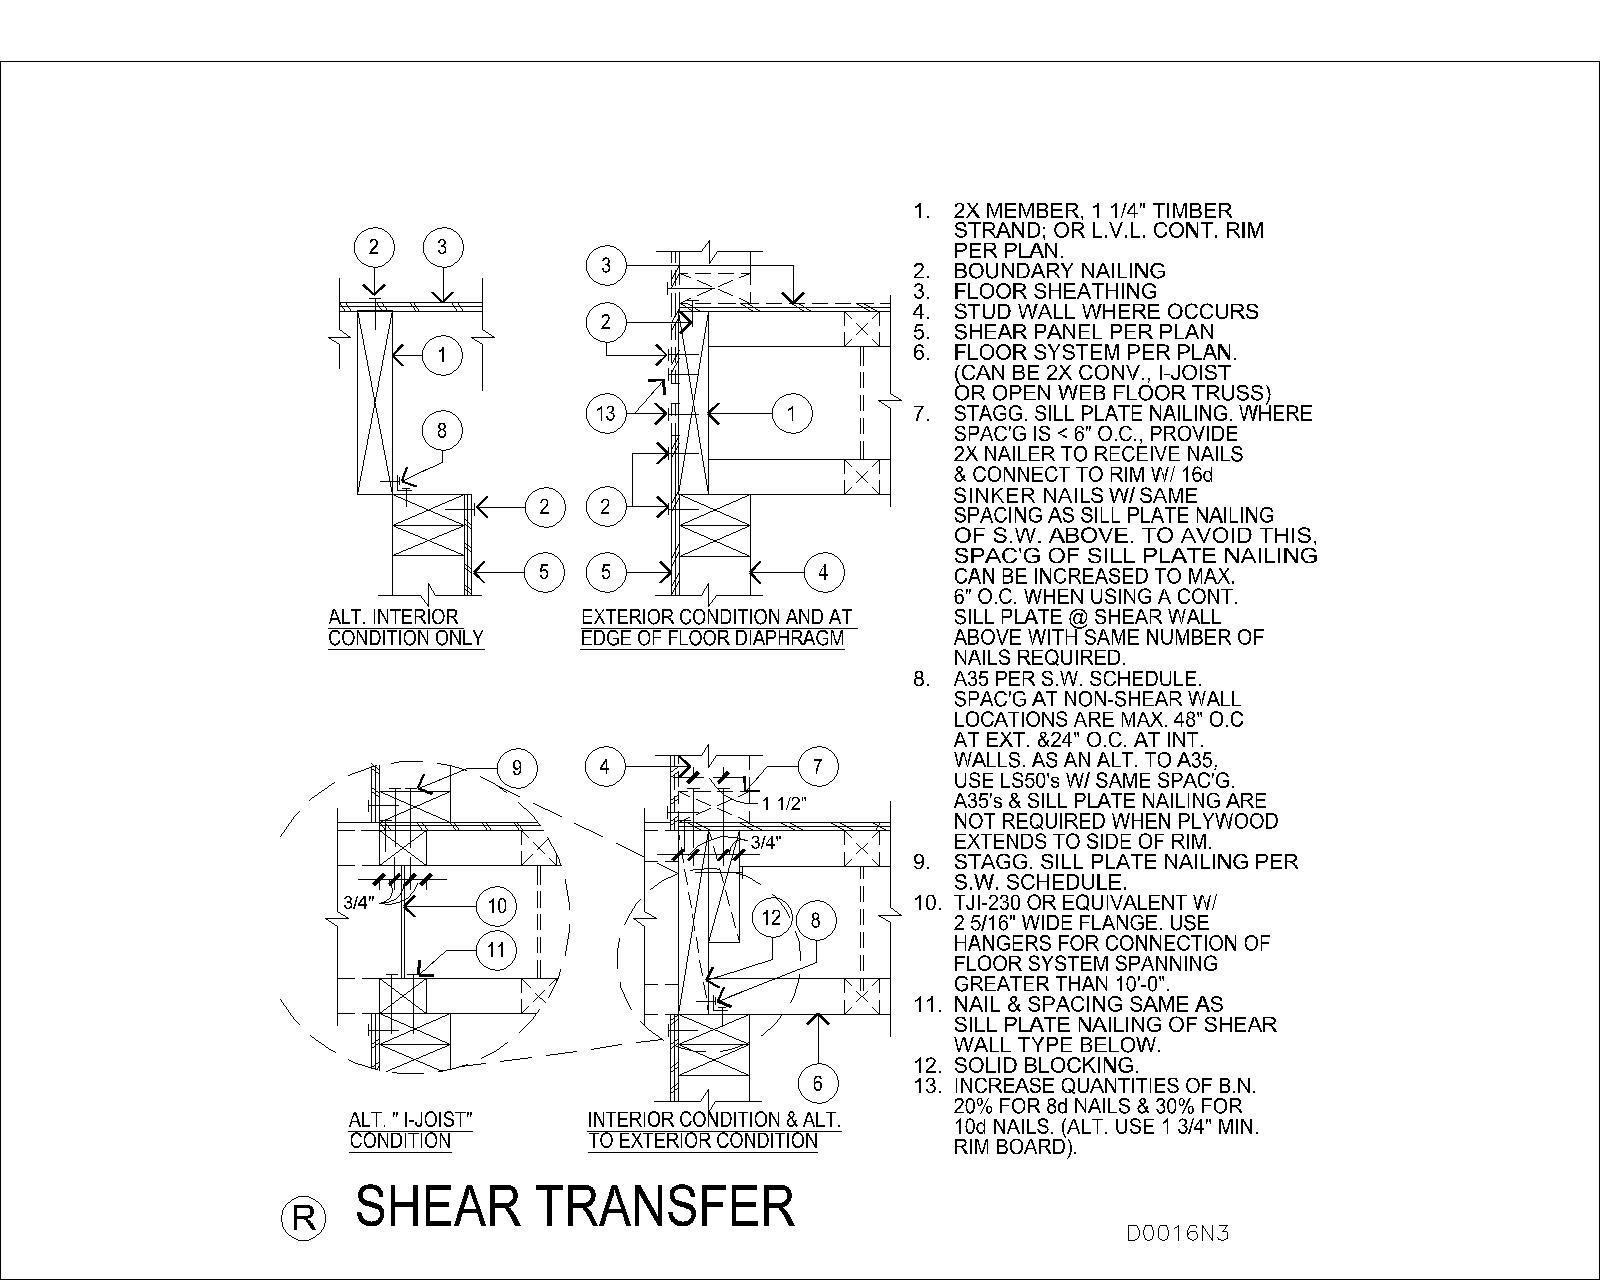 2
3
1
8
2
5
ALT. INTERIOR
CONDITION ONLY
3
2
13
1
2
5
4
EXTERIOR CONDITION AND AT
EDGE OF FLOOR DIAPHRAGM
9
3/4"
10
11
ALT. " I-JOIST"
CONDITION
4
7
1 1/2"
3/4"
12
8
6
INTERIOR CONDITION & ALT.
TO EXTERIOR CONDITION
1. 2X MEMBER, 1 1/4" TIMBER
STRAND; OR L.V.L. CONT. RIM
PER PLAN.
2. BOUNDARY NAILING
3. FLOOR SHEATHING
4. STUD WALL WHERE OCCURS
5. SHEAR PANEL PER PLAN
6. FLOOR SYSTEM PER PLAN.
(CAN BE 2X CONV., I-JOIST
OR OPEN WEB FLOOR TRUSS)
7. STAGG. SILL PLATE NAILING. WHERE
SPAC'G IS < 6" O.C., PROVIDE
2X NAILER TO RECEIVE NAILS
& CONNECT TO RIM W/ 16d
SINKER NAILS W/ SAME
SPACING AS SILL PLATE NAILING
OF S.W. ABOVE. TO AVOID THIS,
SPAC'G OF SILL PLATE NAILING
CAN BE INCREASED TO MAX.
6" O.C. WHEN USING A CONT.
SILL PLATE @ SHEAR WALL
ABOVE WITH SAME NUMBER OF
NAILS REQUIRED.
8. A35 PER S.W. SCHEDULE.
SPAC'G AT NON-SHEAR WALL
LOCATIONS ARE MAX. 48" O.C
AT EXT. &24" O.C. AT INT.
WALLS. AS AN ALT. TO A35,
USE LS50's W/ SAME SPAC'G.
A35's & SILL PLATE NAILING ARE
NOT REQUIRED WHEN PLYWOOD
EXTENDS TO SIDE OF RIM.
9. STAGG. SILL PLATE NAILING PER
S.W. SCHEDULE.
10. TJI-230 OR EQUIVALENT W/
2 5/16" WIDE FLANGE. USE
HANGERS FOR CONNECTION OF
FLOOR SYSTEM SPANNING
GREATER THAN 10'-0".
11. NAIL & SPACING SAME AS
SILL PLATE NAILING OF SHEAR
WALL TYPE BELOW.
12. SOLID BLOCKING.
13. INCREASE QUANTITIES OF B.N.
20% FOR 8d NAILS & 30% FOR
10d NAILS. (ALT. USE 1 3/4" MIN.
RIM BOARD).
R SHEAR TRANSFER
D0016N3